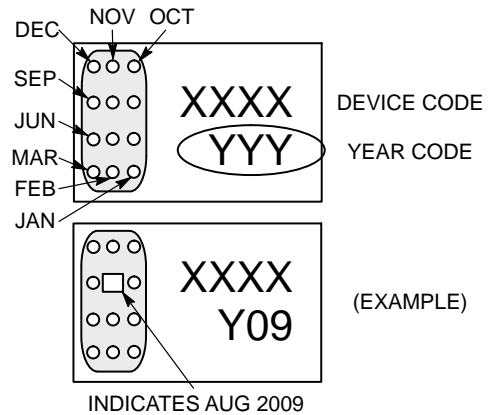 NOV OCT
DEC
SEP
JUN
MAR
FEB
JAN
XXXX
DEVICE CODE
YYY
YEAR CODE
XXXX
Y09
(EXAMPLE)
INDICATES AUG 2009